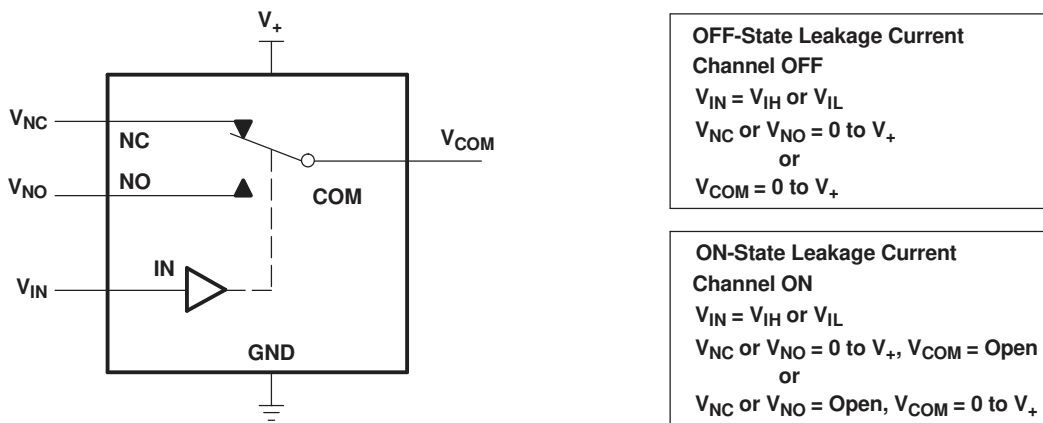 V+
VNC
NC
VCOM
VNO
NO
COM
IN
VIN
GND
OFF-State Leakage Current
Channel OFF
VIN = VIH or VIL
VNC or VNO = 0 to V+
or
VCOM = 0 to V+
ON-State Leakage Current
Channel ON
VIN = VIH or VIL
VNC or VNO = 0 to V+, VCOM = Open
or
VNC or VNO = Open, VCOM = 0 to V+